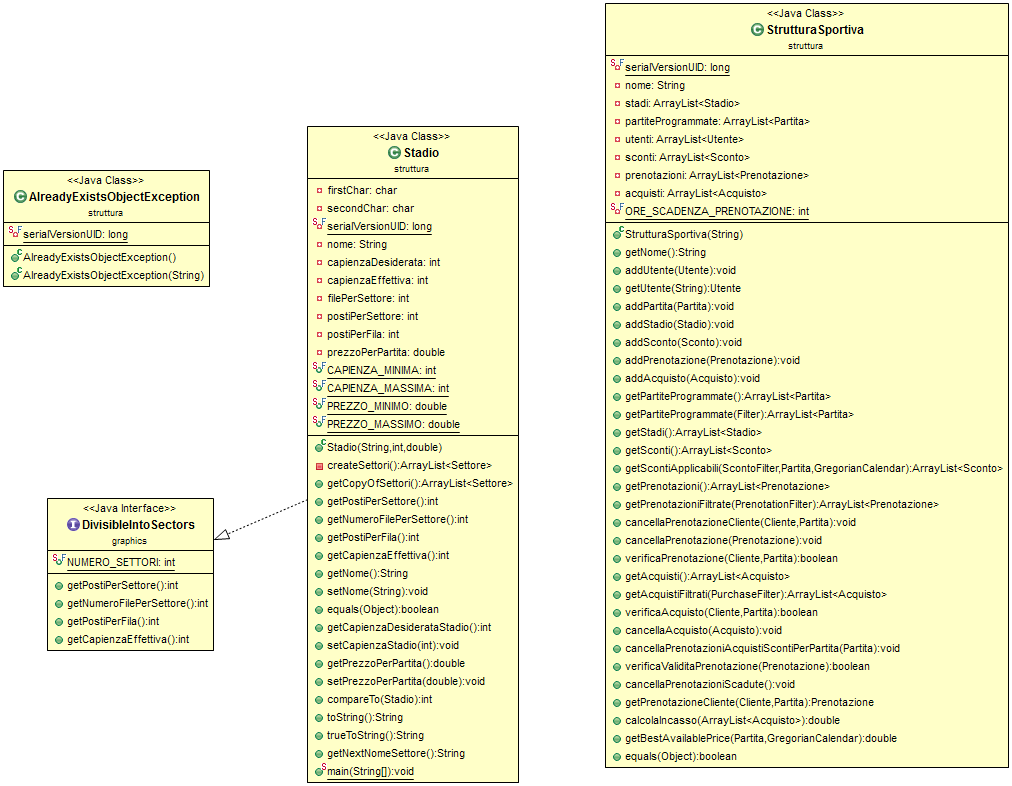 <<Java Class>>
AlreadyExistsObjectException
struttura
serialVersionUID: long
AlreadyExistsObjectException()
AlreadyExistsObjectException(String)
<<Java Interface>>
DivisibleIntoSectors
graphics
NUMERO_SETTORI: int
getPostiPerSettore():int
getNumeroFilePerSettore():int
getPostiPerFila():int
getCapienzaEffettiva():int
<<Java Class>>
Stadio
struttura
firstChar: char
secondChar: char
serialVersionUID: long
nome: String
capienzaDesiderata: int
capienzaEffettiva: int
filePerSettore: int
postiPerSettore: int
postiPerFila: int
prezzoPerPartita: double
CAPIENZA_MINIMA: int
CAPIENZA_MASSIMA: int
PREZZO_MINIMO: double
PREZZO_MASSIMO: double
Stadio(String,int,double)
createSettori():ArrayList<Settore>
getCopyOfSettori():ArrayList<Settore>
getPostiPerSettore():int
getNumeroFilePerSettore():int
getPostiPerFila():int
getCapienzaEffettiva():int
getNome():String
setNome(String):void
equals(Object):boolean
getCapienzaDesiderataStadio():int
setCapienzaStadio(int):void
getPrezzoPerPartita():double
setPrezzoPerPartita(double):void
compareTo(Stadio):int
toString():String
trueToString():String
getNextNomeSettore():String
main(String[]):void
<<Java Class>>
StrutturaSportiva
struttura
serialVersionUID: long
nome: String
stadi: ArrayList<Stadio>
partiteProgrammate: ArrayList<Partita>
utenti: ArrayList<Utente>
sconti: ArrayList<Sconto>
prenotazioni: ArrayList<Prenotazione>
acquisti: ArrayList<Acquisto>
ORE_SCADENZA_PRENOTAZIONE: int
StrutturaSportiva(String)
getNome():String
addUtente(Utente):void
getUtente(String):Utente
addPartita(Partita):void
addStadio(Stadio):void
addSconto(Sconto):void
addPrenotazione(Prenotazione):void
addAcquisto(Acquisto):void
getPartiteProgrammate():ArrayList<Partita>
getPartiteProgrammate(Filter):ArrayList<Partita>
getStadi():ArrayList<Stadio>
getSconti():ArrayList<Sconto>
getScontiApplicabili(ScontoFilter,Partita,GregorianCalendar):ArrayList<Sconto>
getPrenotazioni():ArrayList<Prenotazione>
getPrenotazioniFiltrate(PrenotationFilter):ArrayList<Prenotazione>
cancellaPrenotazioneCliente(Cliente,Partita):void
cancellaPrenotazione(Prenotazione):void
verificaPrenotazione(Cliente,Partita):boolean
getAcquisti():ArrayList<Acquisto>
getAcquistiFiltrati(PurchaseFilter):ArrayList<Acquisto>
verificaAcquisto(Cliente,Partita):boolean
cancellaAcquisto(Acquisto):void
cancellaPrenotazioniAcquistiScontiPerPartita(Partita):void
verificaValiditaPrenotazione(Prenotazione):boolean
cancellaPrenotazioniScadute():void
getPrenotazioneCliente(Cliente,Partita):Prenotazione
calcolaIncasso(ArrayList<Acquisto>):double
getBestAvailablePrice(Partita,GregorianCalendar):double
equals(Object):boolean